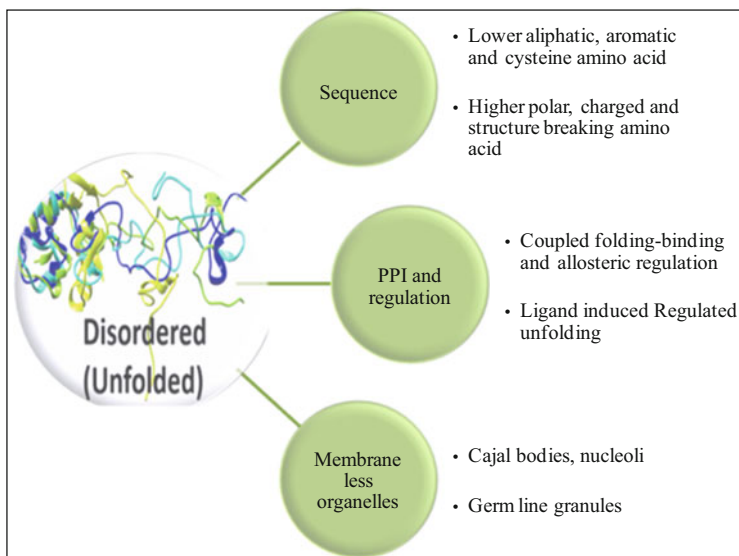 Disordered
(Unfolded)
Sequence
• Lower aliphatic, aromatic
and cysteine amino acid
• Higher polar, charged and
structure breaking amino
acid
PPI and
regulation
• Coupled folding-binding
and allosteric regulation
• Ligand induced Regulated
unfolding
Membrane
less
organelles
• Cajal bodies, nucleoli
• Germ line granules